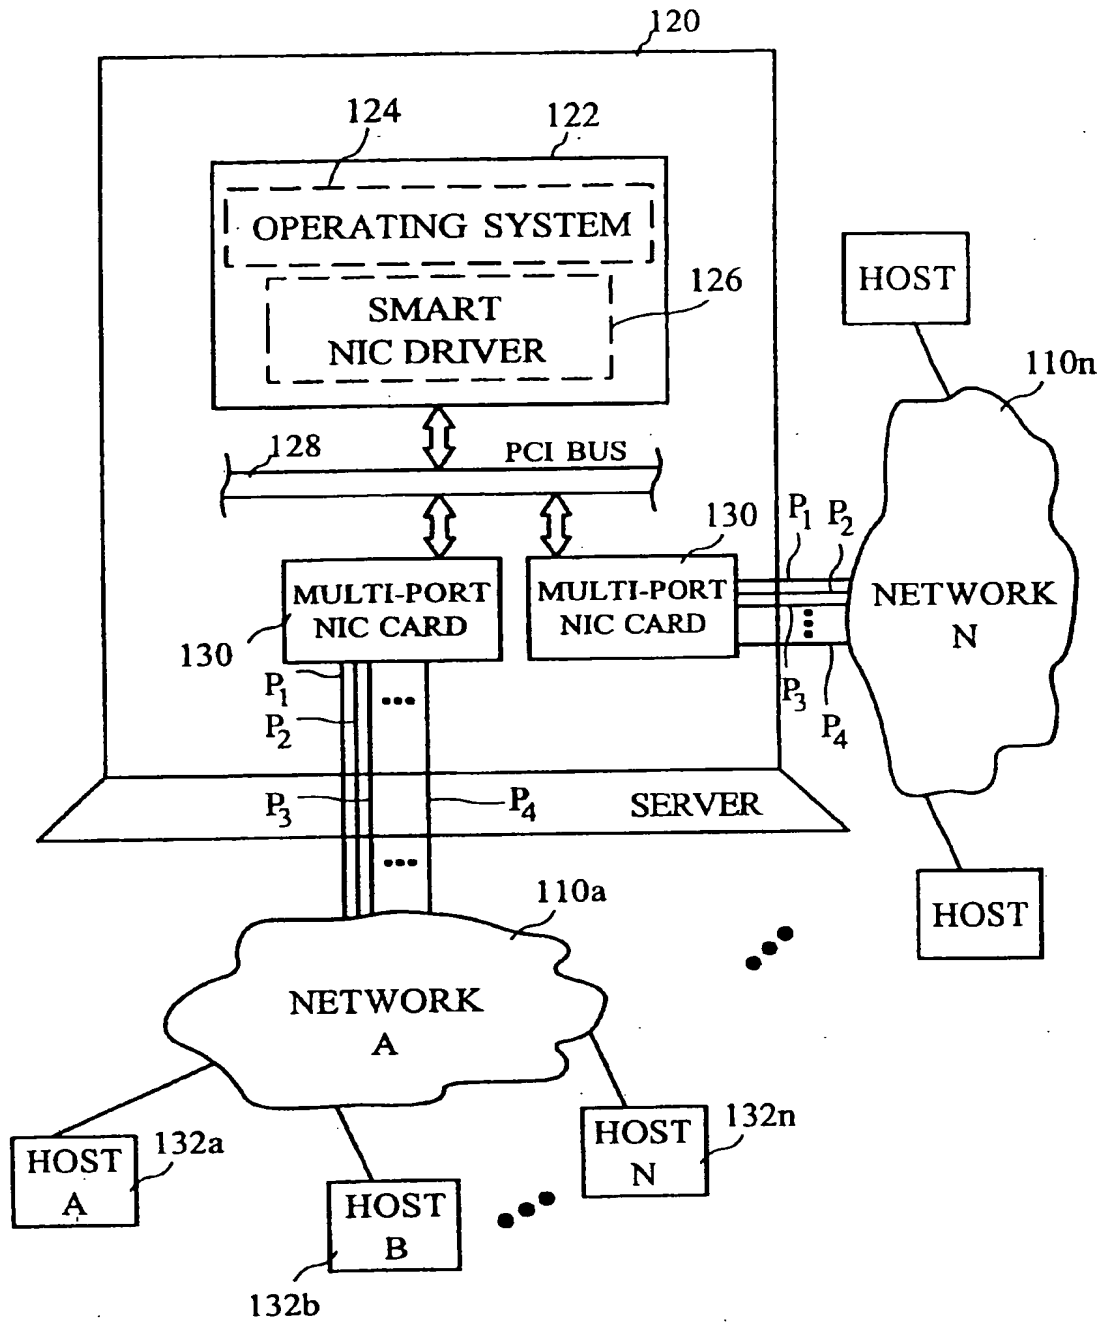 120
124
122
OPERATING SYSTEM
126
SMART
NIC DRIVER
HOST
110n
128
PCI BUS
130
P1
P2
MULTI-PORT
NIC CARD
MULTI-PORT
NIC CARD
NETWORK
N
130
P1
P2
P3
P4
P3
P4
SERVER
HOST
110a
NETWORK
A
HOST
A
132a
HOST
B
132b
HOST
N
132n